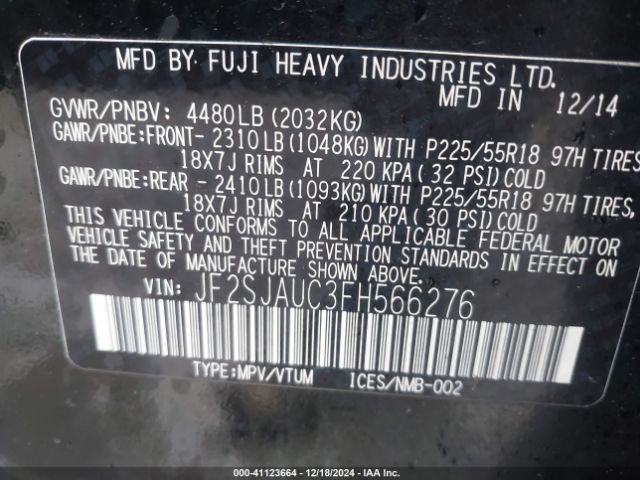 MFD BY FUJI HEAVY INDUSTRIES LTD.
MFD IN 12/14
GVWR/PNBV: 4480LB(2032KG)
GAWR/PNBE:FRONT- 2310LB(1048KG)WITH P225/55R18 97H TIRES
18X7J RIMS AT 220 KPA( 32 PSI)COLD
GAWR/PNBE:REAR - 2410LB(1093KG)WITH P225/55R18 97H TIRES,
18X7J RIMS AT 210 KPA(30 PSI)COLD
THIS VEHICLE CONFORMS TO ALL APPLICABLE FEDERAL MOTOR
VEHICLE SAFETY AND THEFT PREVENTION STANDARDS IN EFFECT ON
THE DATE OF MANUFACTURE SHOWN ABOVE.
VIN: JF2SJAUC3FH566276
TYPE:MPV/VTUM ICES/NMB-002
000-41123664 - 12/18/2024 - IAA Inc.